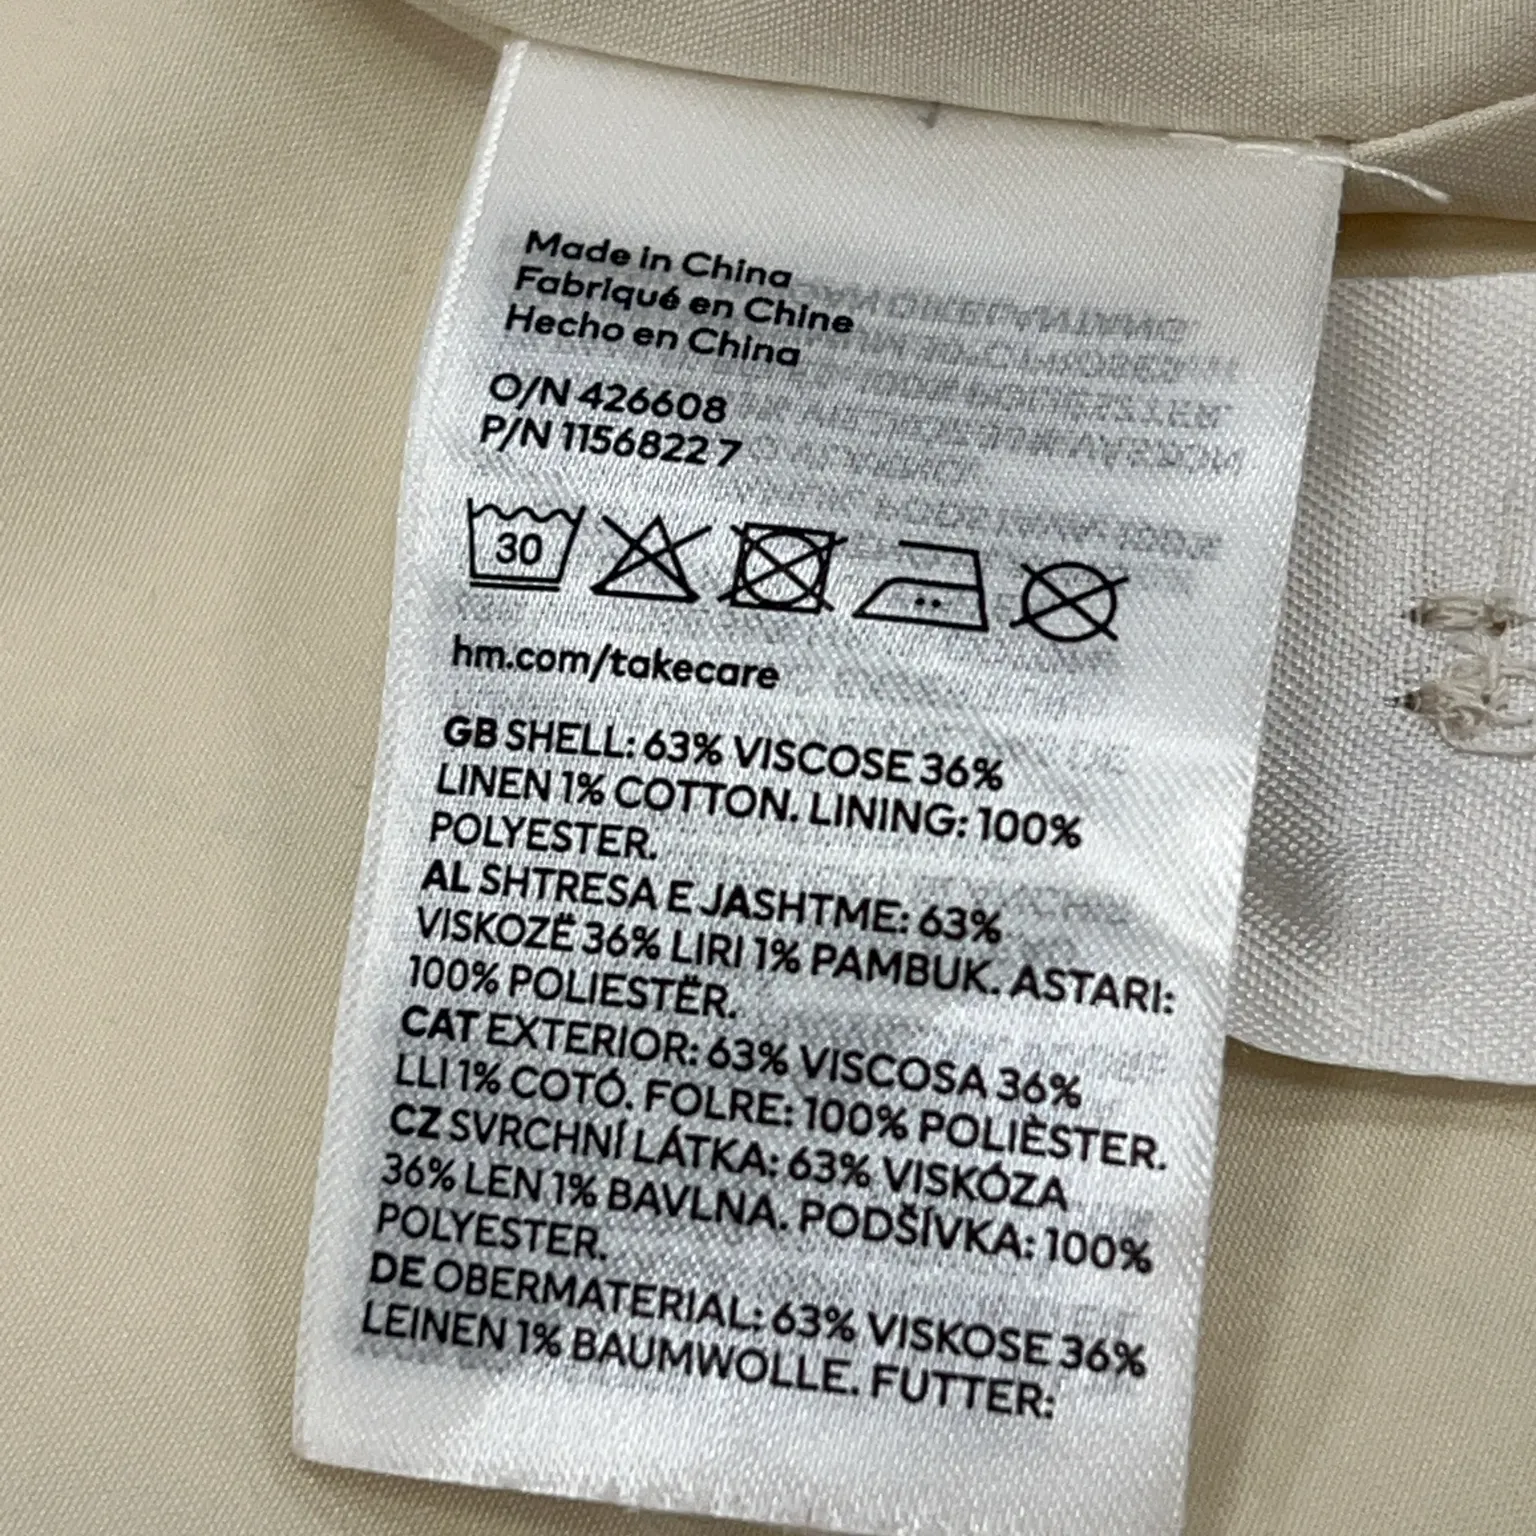 Made in China
Fabriqué en Chine
Hecho en China
O/N 426608
P/N 1156822 7
30
hm.com/takecare
GB SHELL: 63% VISCOSE 36%
LINEN 1% COTTON. LINING: 100%
POLYESTER.
AL SHTRESA E JASHTME: 63%
VISKOZË 36% LIRI 1% PAMBUK. ASTARI:
100% POLIESTËR.
CAT EXTERIOR: 63% VISCOSA 36%
LLI 1% COTÓ. FOLRE: 100% POLIÈSTER.
CZ SVRCHNÍ LÁTKA: 63% VISKÓZA
36% LEN 1% BAVLNA. PODŠÍVKA: 100%
POLYESTER.
DE OBERMATERIAL: 63% VISKOSE 36%
LEINEN 1% BAUMWOLLE. FUTTER: